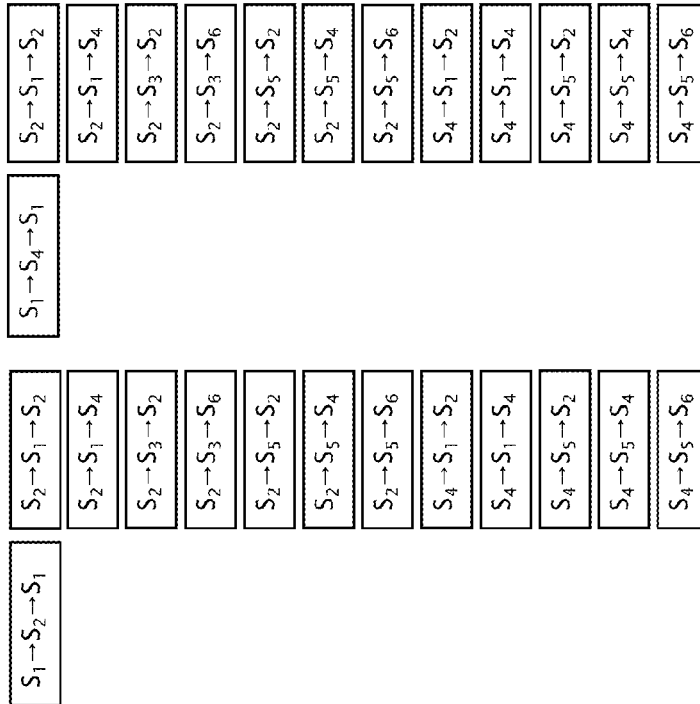 S₁→S₂→S₁
S₂→S₁→S₂
S₂→S₁→S₄
S₂→S₃→S₂
S₂→S₃→S₆
S₂→S₅→S₂
S₂→S₅→S₄
S₂→S₅→S₆
S₄→S₁→S₂
S₄→S₁→S₄
S₄→S₅→S₂
S₄→S₅→S₄
S₄→S₅→S₆
S₁→S₄→S₁
S₂→S₁→S₂
S₂→S₁→S₄
S₂→S₃→S₂
S₂→S₃→S₆
S₂→S₅→S₂
S₂→S₅→S₄
S₂→S₅→S₆
S₄→S₁→S₂
S₄→S₁→S₄
S₄→S₅→S₂
S₄→S₅→S₄
S₄→S₅→S₆